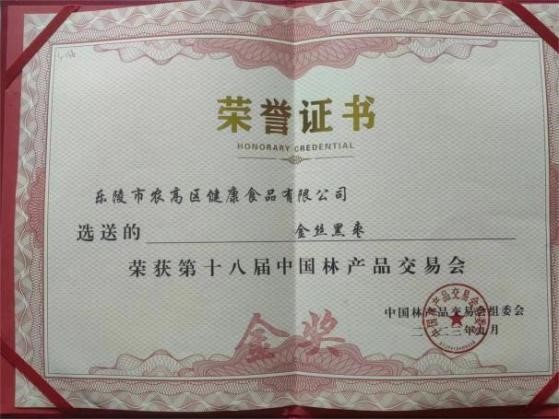 荣誉证书
HONORARY CREDENTIAL
乐陵市农高区健康食品有限公司
选送的 金丝黑枣
荣获第十八届中国林产品交易会
金奖
中国林产品交易会组委会
二〇二三年九月